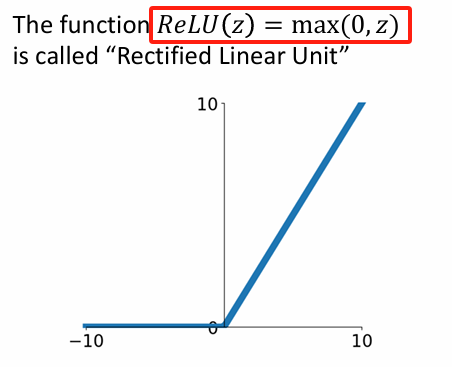 The function ReLU(z) = max(0, z)
is called “Rectified Linear Unit”
10
0
−10
10